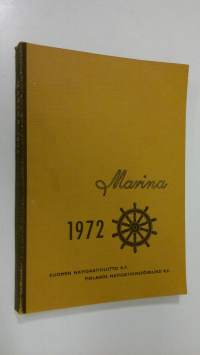 Marina
1972
SUOMEN NAVIGAATIOLIITTO R.Y.
FINLANDS NAVIGATIONSFÖRBUND R.F.